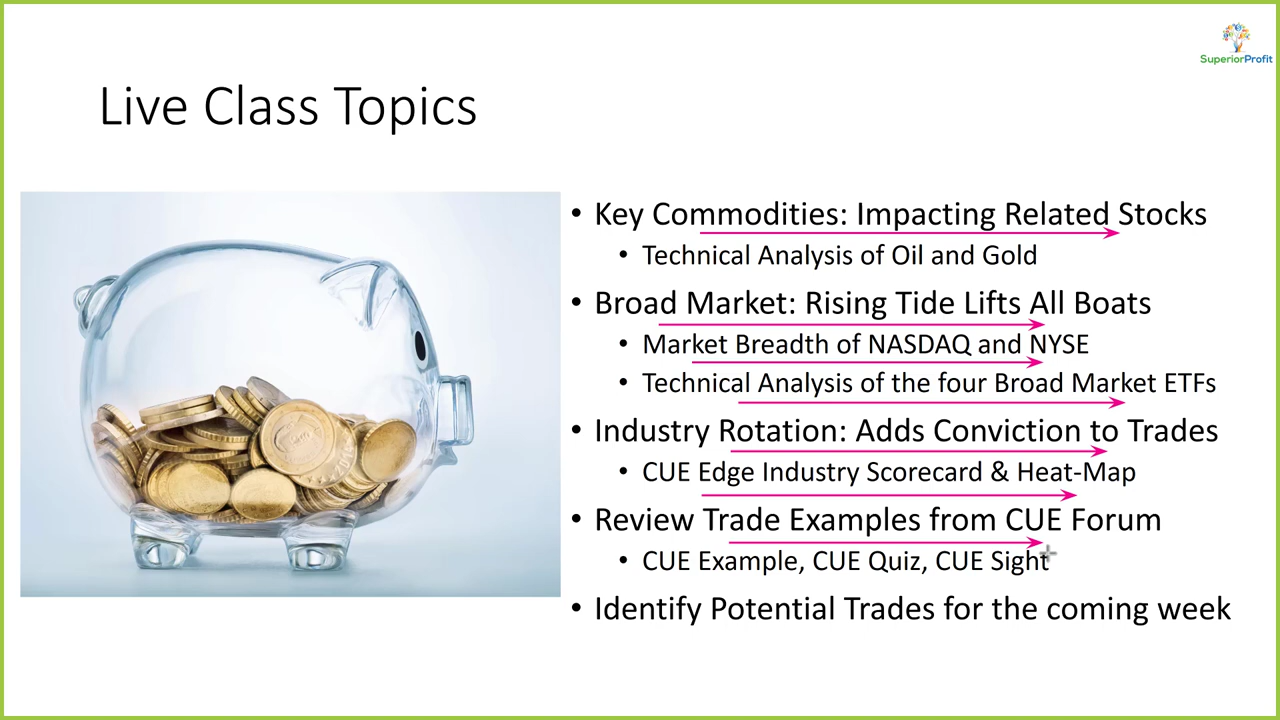 SuperiorProfit
Live Class Topics
• Key Commodities: Impacting Related Stocks
• Technical Analysis of Oil and Gold
• Broad Market: Rising Tide Lifts All Boats
• Market Breadth of NASDAQ and NYSE
• Technical Analysis of the four Broad Market ETFs
• Industry Rotation: Adds Conviction to Trades
• CUE Edge Industry Scorecard & Heat-Map
• Review Trade Examples from CUE Forum
• CUE Example, CUE Quiz, CUE Sight
• Identify Potential Trades for the coming week